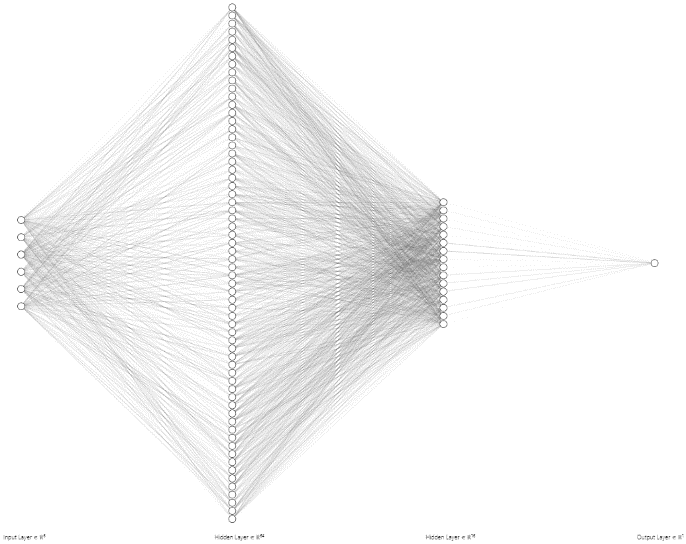 Input Layer ∈ ℝ⁶
Hidden Layer ∈ ℝ⁶⁴
Hidden Layer ∈ ℝ¹⁶
Output Layer ∈ ℝ¹